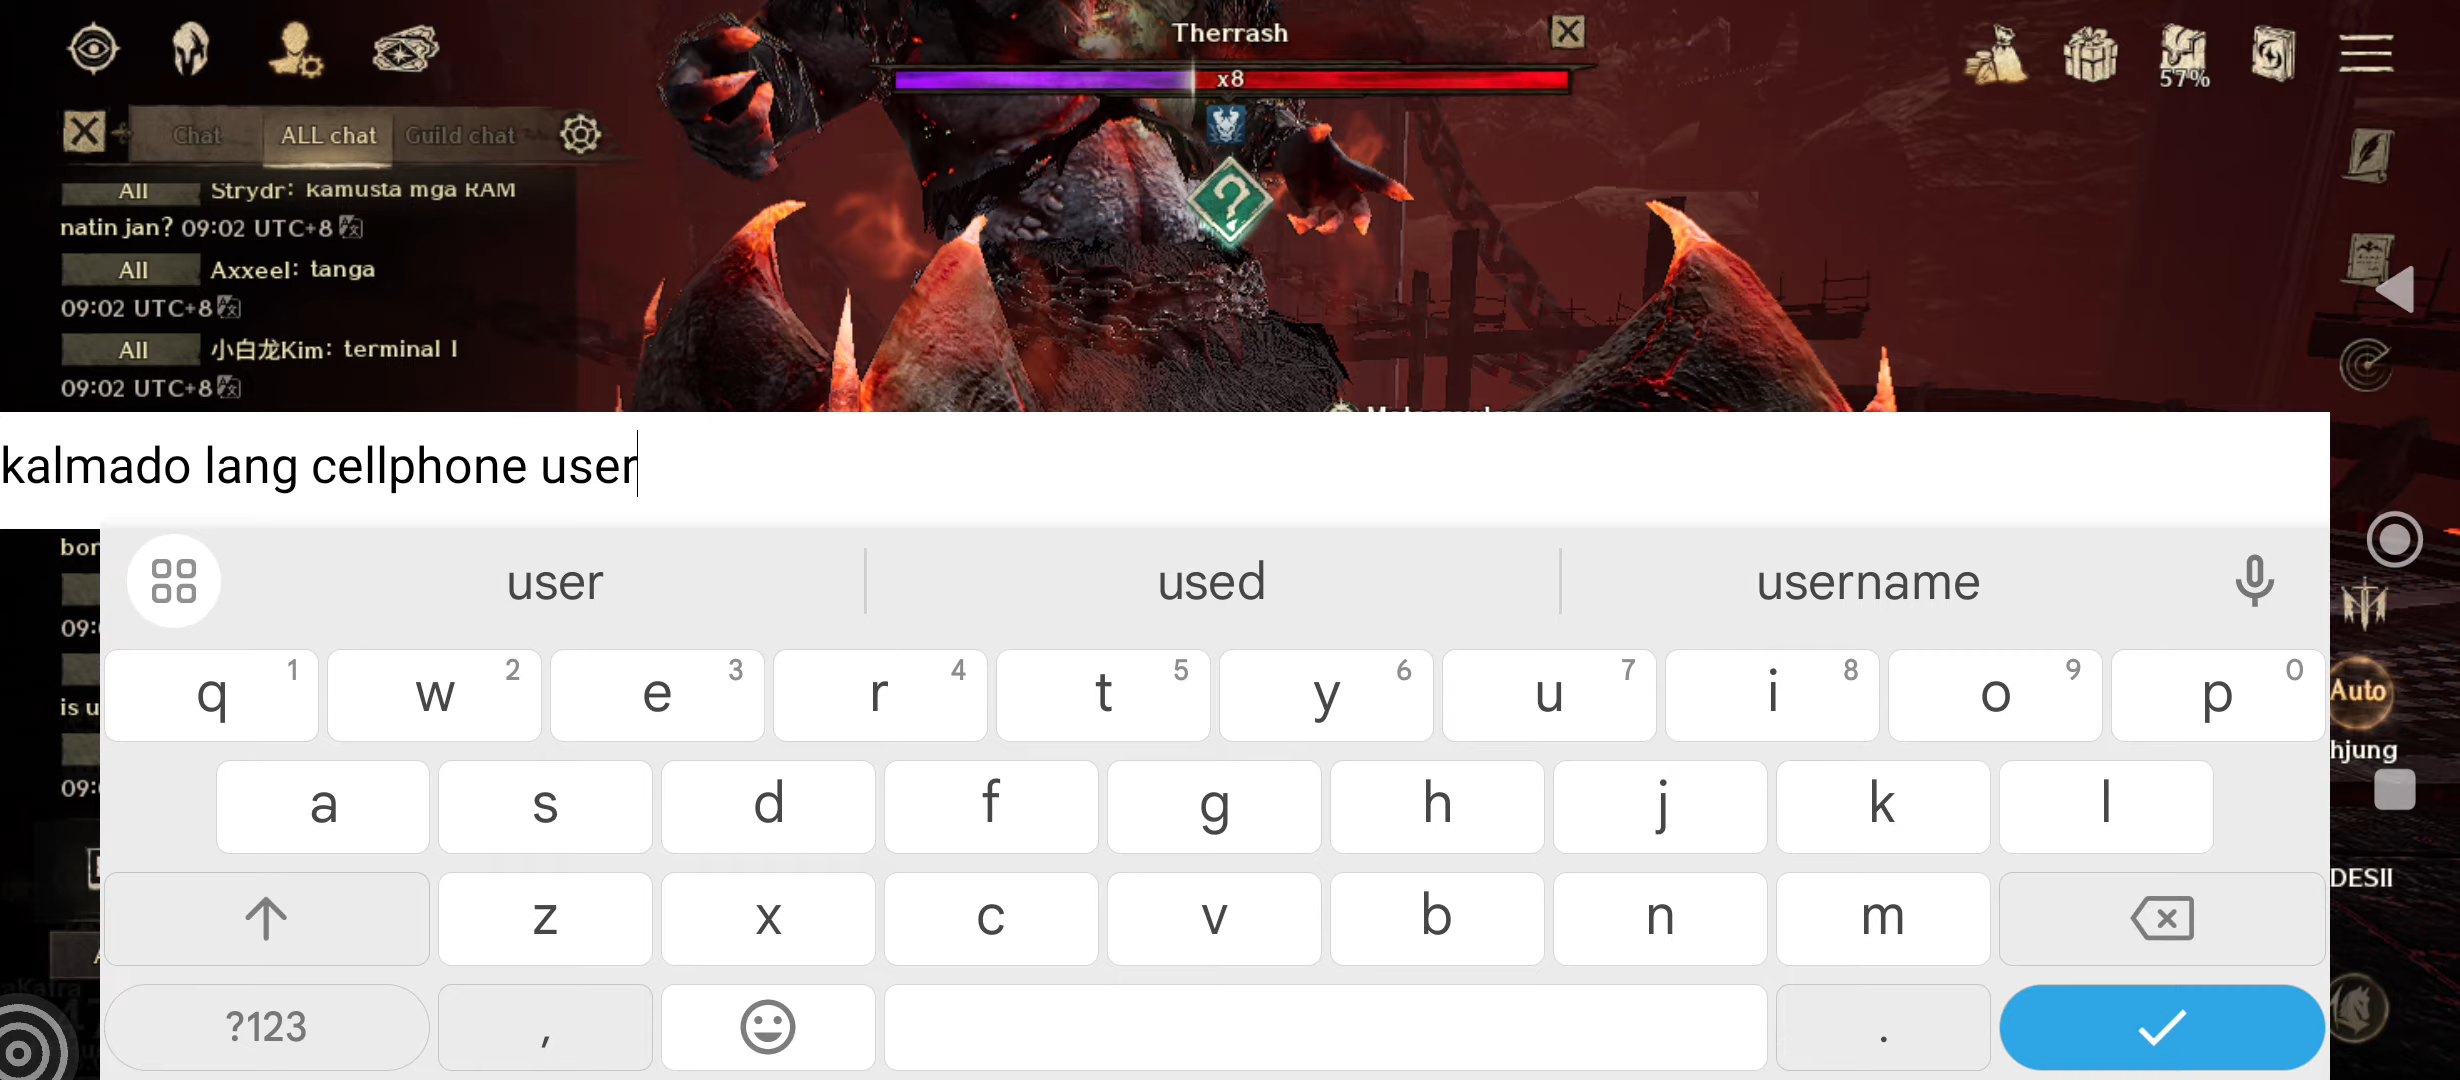 Therrash
x8
57%
Chat ALL chat Guild chat
All Strydr: kamusta mga RAM
natin jan? 09:02 UTC+8
All Axxeel: tanga
09:02 UTC+8
All 小白龙Kim: terminal 1
09:02 UTC+8
kalmado lang cellphone user
user used username
q 1 w 2 e 3 r 4 t 5 y 6 u 7 i 8 o 9 p 0
a s d f g h j k l
z x c v b n m
?123 , .
is u
09:
Auto
hjung
DESII